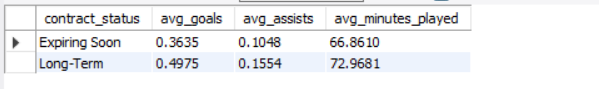 contract_status avg_goals avg_assists avg_minutes_played
Expiring Soon 0.3635 0.1048 66.8610
Long-Term 0.4975 0.1554 72.9681